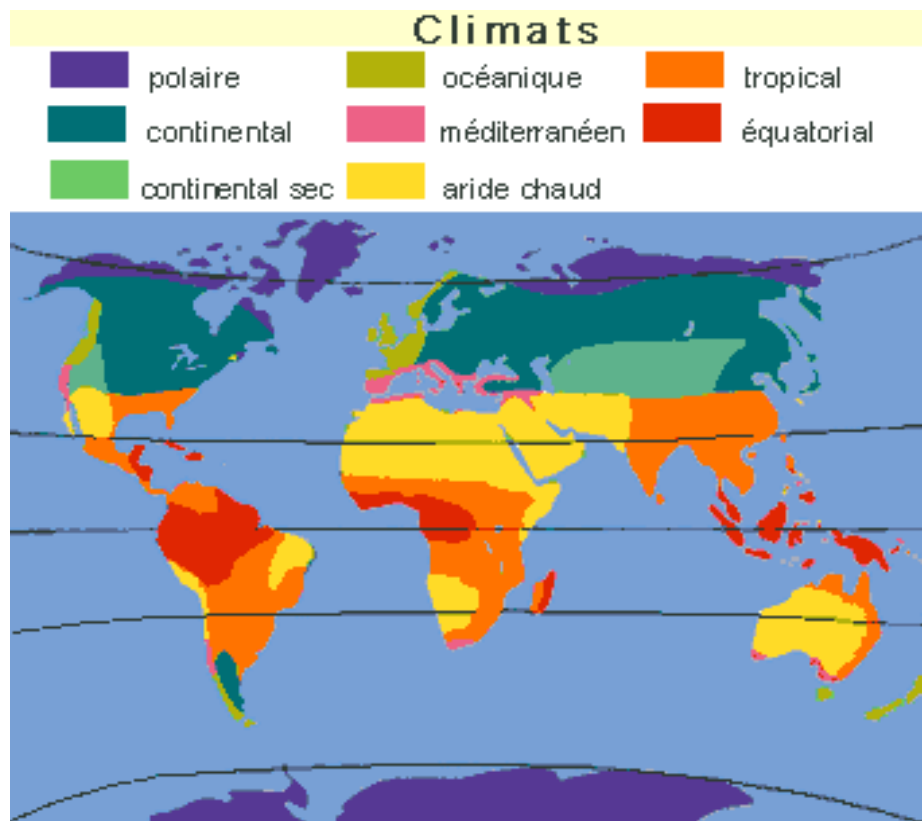 Climats
polaire océanique tropical
continental méditerranéen équatorial
continental sec aride chaud